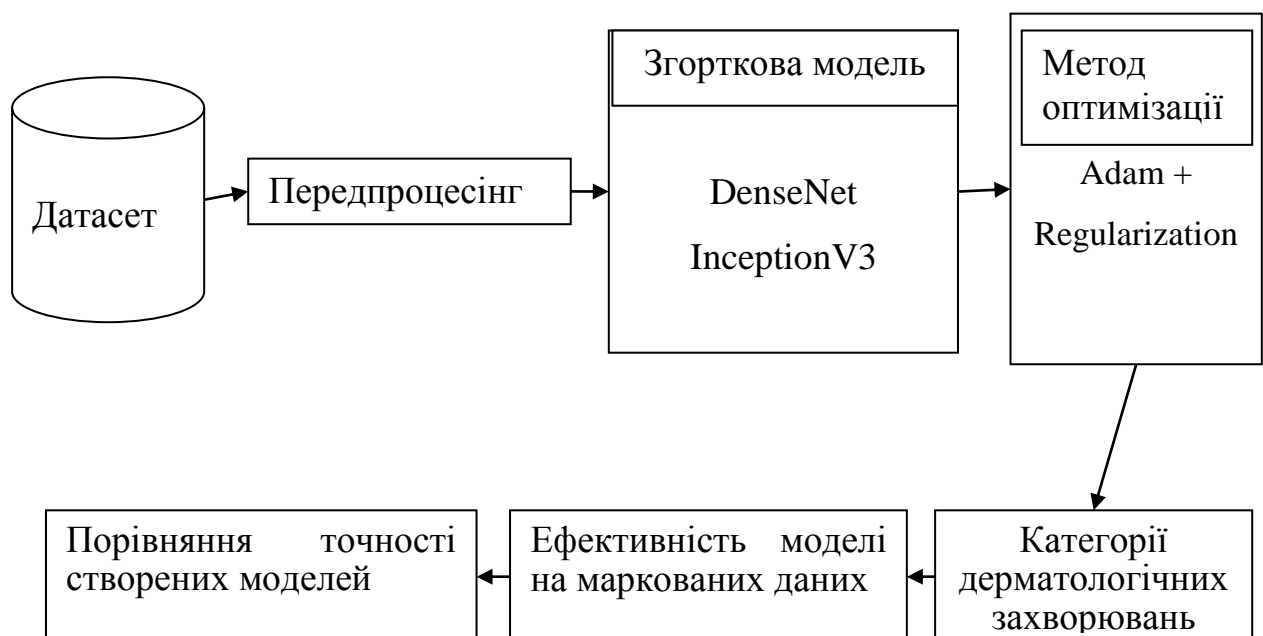 Датасет
Передпроцесінг
Згорткова модель
DenseNet
InceptionV3
Метод
оптимізації
Adam +
Regularization
Категорії
дерматологічних
захворювань
Ефективність моделі
на маркованих даних
Порівняння точності
створених моделей